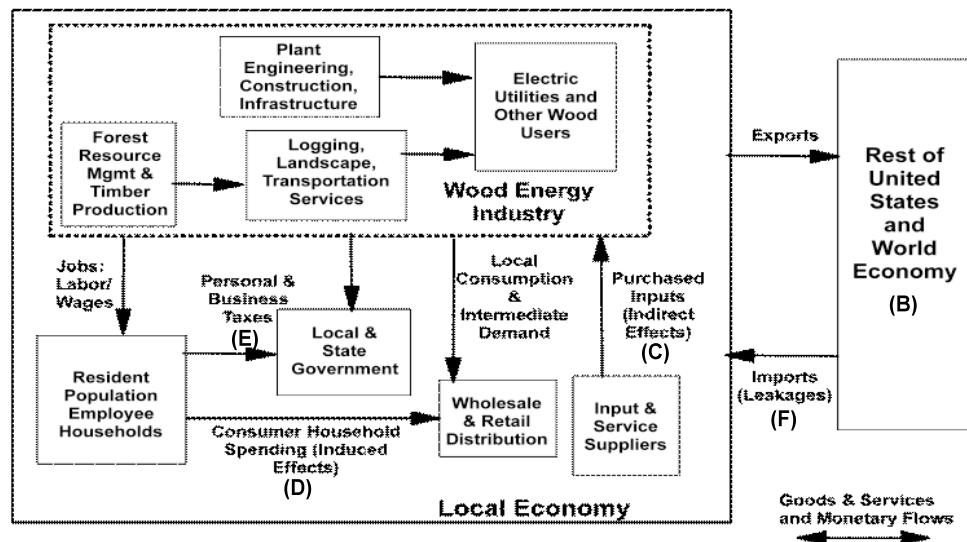 Plant
Engineering,
Construction,
Infrastructure
Electric
Utilities and
Other Wood
Users
Forest
Resource
Mgmt &
Timber
Production
Logging,
Landscape,
Transportation
Services
Wood Energy
Industry
Exports
Rest of
United
States
and
World
Economy
(B)
Jobs:
Labor/
Wages
Personal &
Business
Taxes
(E)
Local
Consumption
&
Intermediate
Demand
Purchased
Inputs
(Indirect
Effects)
(C)
Local &
State
Government
Resident
Population
Employee
Households
Wholesale
& Retail
Distribution
Input &
Service
Suppliers
Imports
(Leakages)
(F)
Consumer Household
Spending (Induced
Effects)
(D)
Local Economy
Goods & Services
and Monetary Flows